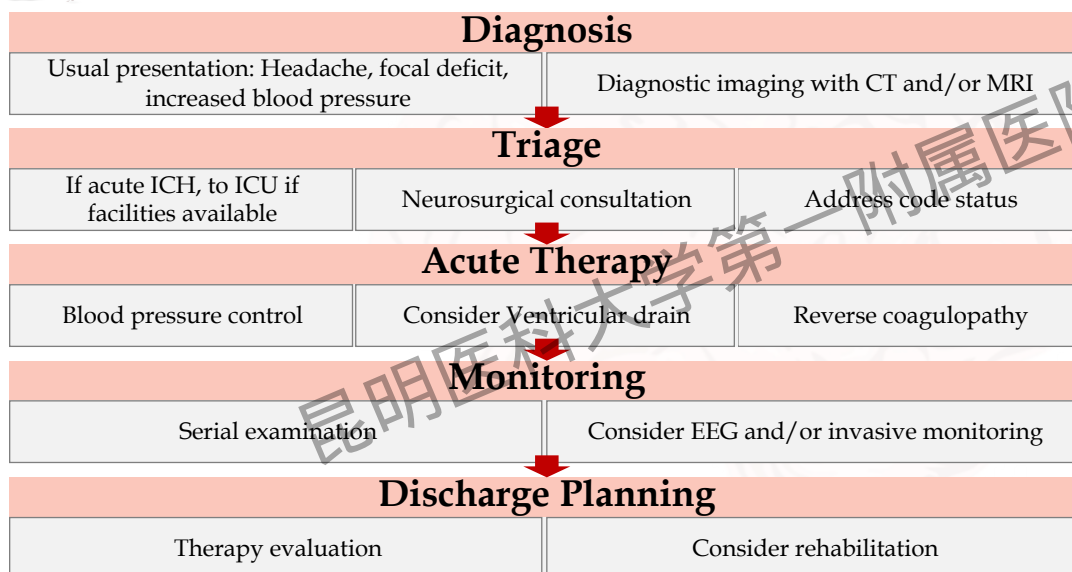 Diagnosis
Usual presentation: Headache, focal deficit,
increased blood pressure
Diagnostic imaging with CT and/or MRI
Triage
If acute ICH, to ICU if
facilities available
Neurosurgical consultation
Address code status
Acute Therapy
Blood pressure control
Consider Ventricular drain
Reverse coagulopathy
Monitoring
Serial examination
Consider EEG and/or invasive monitoring
Discharge Planning
Therapy evaluation
Consider rehabilitation
昆明医科大学第一附属医院